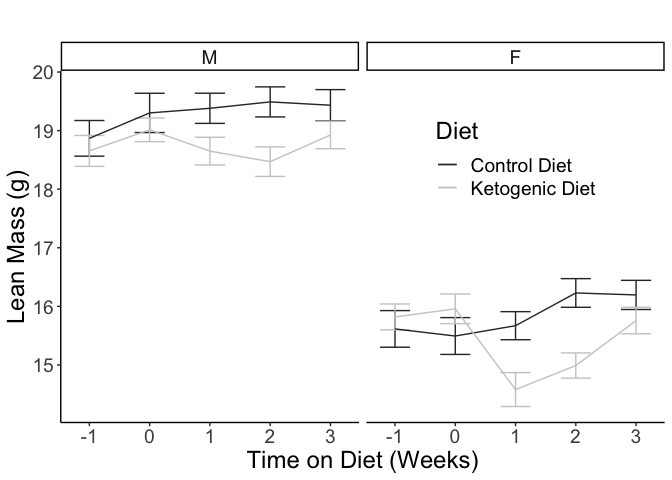 M
F
20
19
18
17
16
15
Lean Mass (g)
Diet
Control Diet
Ketogenic Diet
-1 0 1 2 3
-1 0 1 2 3
Time on Diet (Weeks)